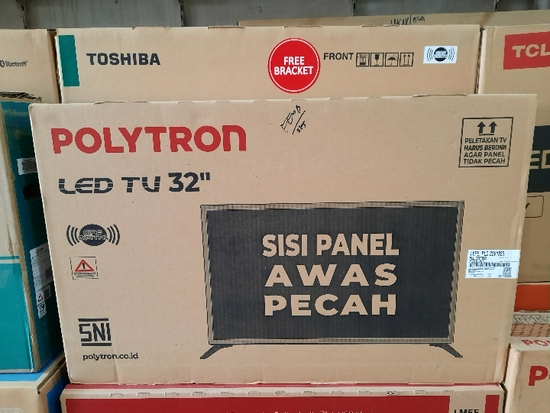 Bluetooth
TOSHIBA
FREE
BRACKET
FRONT
TCL
POLYTRON
LED TV 32"
PELETAKAN TV
HARUS BERDIRI
AGAR PANEL
TIDAK PECAH
SISI PANEL
AWAS
PECAH
SNI
polytron.co.id